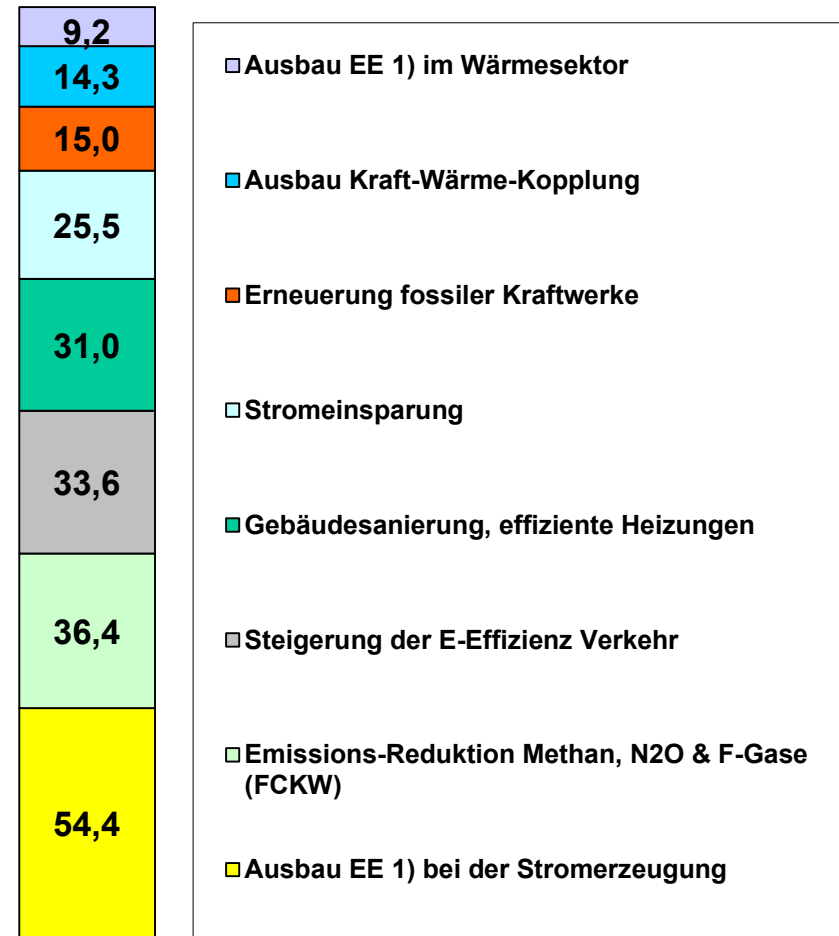 9,2
14,3
15,0
25,5
31,0
33,6
36,4
54,4
Ausbau EE 1) im Wärmesektor
Ausbau Kraft-Wärme-Kopplung
Erneuerung fossiler Kraftwerke
Stromeinsparung
Gebäudesanierung, effiziente Heizungen
Steigerung der E-Effizienz Verkehr
Emissions-Reduktion Methan, N2O & F-Gase
(FCKW)
Ausbau EE 1) bei der Stromerzeugung